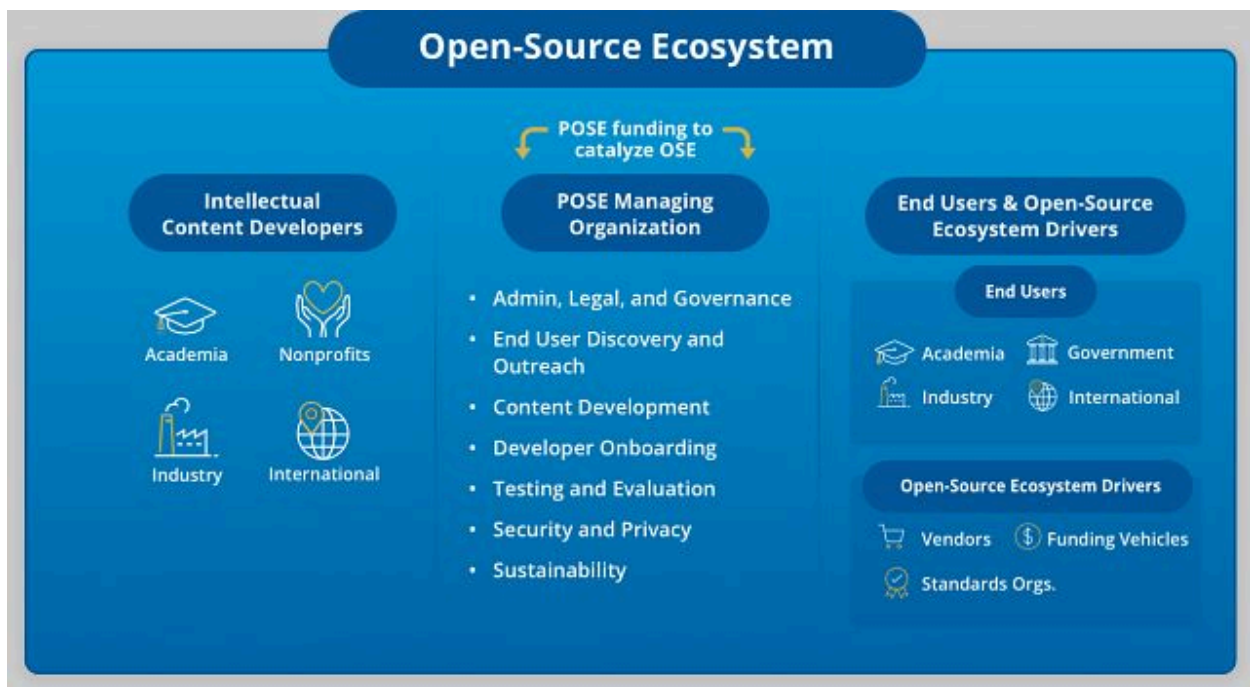 Open-Source Ecosystem
POSE funding to
catalyze OSE
Intellectual
Content Developers
Academia
Nonprofits
Industry
International
POSE Managing
Organization
• Admin, Legal, and Governance
• End User Discovery and
Outreach
• Content Development
• Developer Onboarding
• Testing and Evaluation
• Security and Privacy
• Sustainability
End Users & Open-Source
Ecosystem Drivers
End Users
Academia
Government
Industry
International
Open-Source Ecosystem Drivers
Vendors
Funding Vehicles
Standards Orgs.